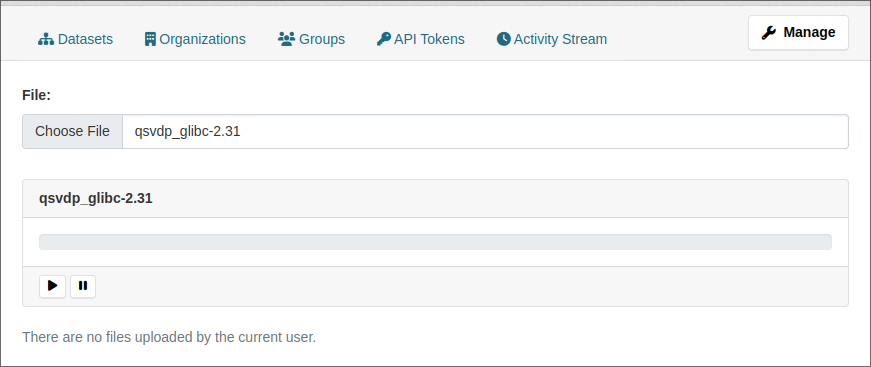 Datasets Organizations Groups API Tokens Activity Stream Manage
File:
Choose File qsvdp_glibc-2.31
qsvdp_glibc-2.31
There are no files uploaded by the current user.